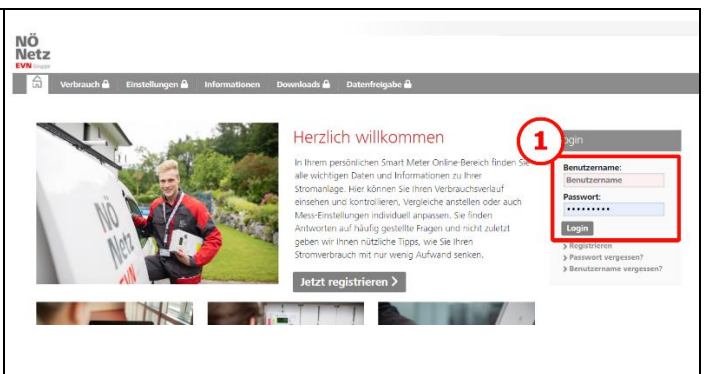 NÖ
Netz
EVN Gruppe
Verbrauch Einstellungen Informationen Downloads Datenfreigabe
Herzlich willkommen
In Ihrem persönlichen Smart Meter Online-Bereich finden Sie
alle wichtigen Daten und Informationen zu Ihrer
Stromanlage. Hier können Sie Ihren Verbrauchsverlauf
einsehen und kontrollieren, Vergleiche anstellen oder auch
Mess-Einstellungen individuell anpassen. Sie finden
Antworten auf häufig gestellte Fragen und nicht zuletzt
geben wir Ihnen nützliche Tipps, wie Sie Ihren
Stromverbrauch mit nur wenig Aufwand senken.
Jetzt registrieren >
NÖ
Netz
EVN
1
ogin
Benutzername:
Benutzername
Passwort:
•••••••••
Login
> Registrieren
> Passwort vergessen?
> Benutzername vergessen?